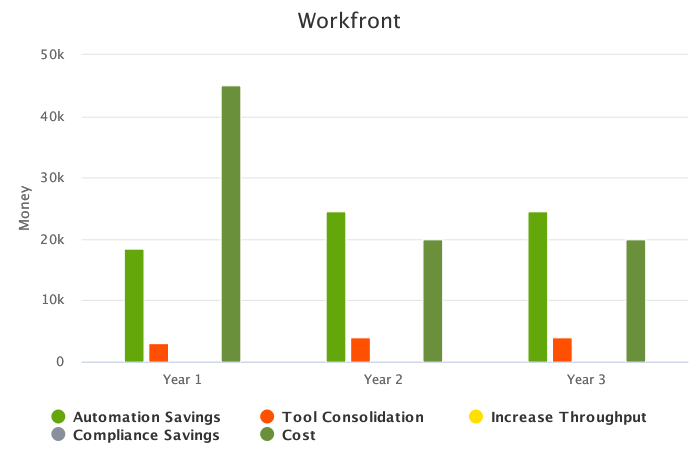 Workfront
50k
40k
30k
20k
10k
0
Money
Year 1 Year 2 Year 3
Automation Savings Tool Consolidation Increase Throughput
Compliance Savings Cost